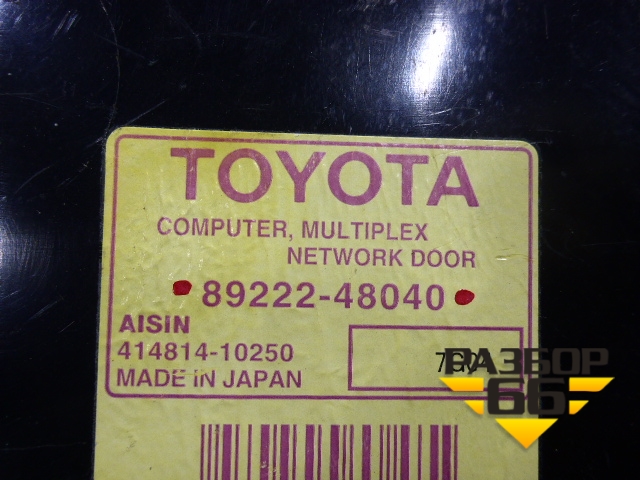 TOYOTA
COMPUTER, MULTIPLEX
NETWORK DOOR
89222-48040
AISIN
414814-10250
MADE IN JAPAN
РАЗБОР
66